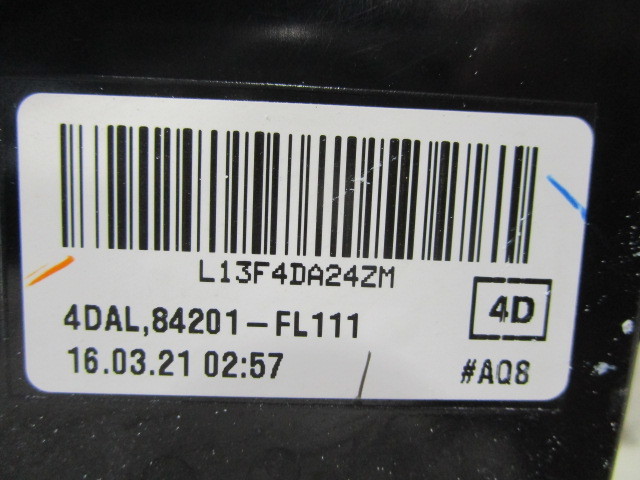 L13F4DA24ZM
4DAL,84201-FL111
4D
16.03.21 02:57
#AQ8